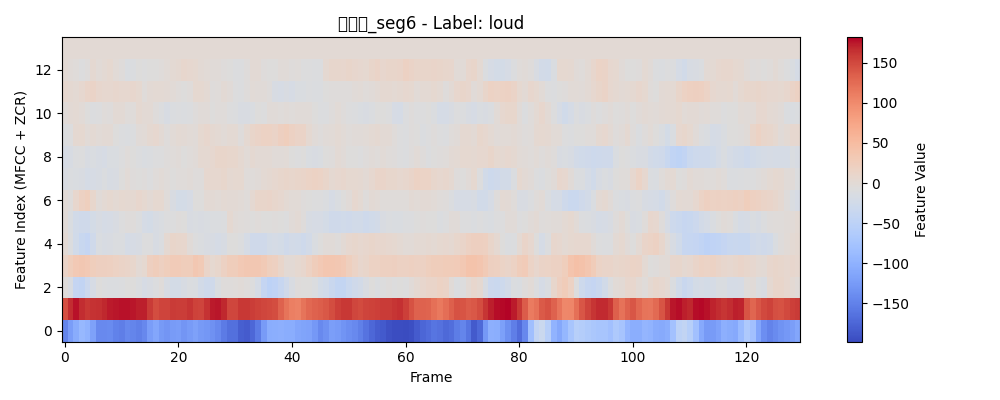 _seg6 - Label: loud
Feature Index (MFCC + ZCR)
12
10
8
6
4
2
0
0 20 40 60 80 100 120
Frame
150
100
50
0
−50
−100
−150
Feature Value